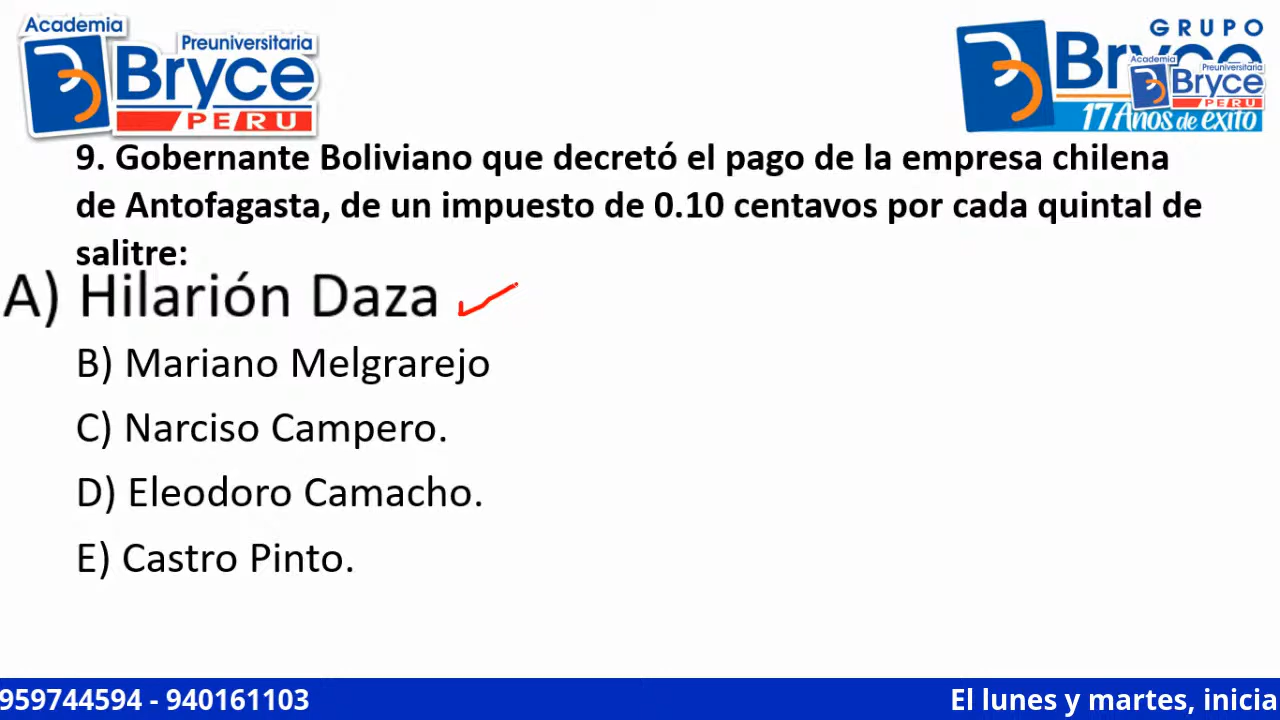 Academia
Preuniversitaria
Bryce
PERU
GRUPO
Bryce
Academia
Preuniversitaria
Bryce
PERU
17 Años de éxito
9. Gobernante Boliviano que decretó el pago de la empresa chilena
de Antofagasta, de un impuesto de 0.10 centavos por cada quintal de
salitre:
A) Hilarión Daza
B) Mariano Melgrarejo
C) Narciso Campero.
D) Eleodoro Camacho.
E) Castro Pinto.
959744594 - 940161103
El lunes y martes, inicia